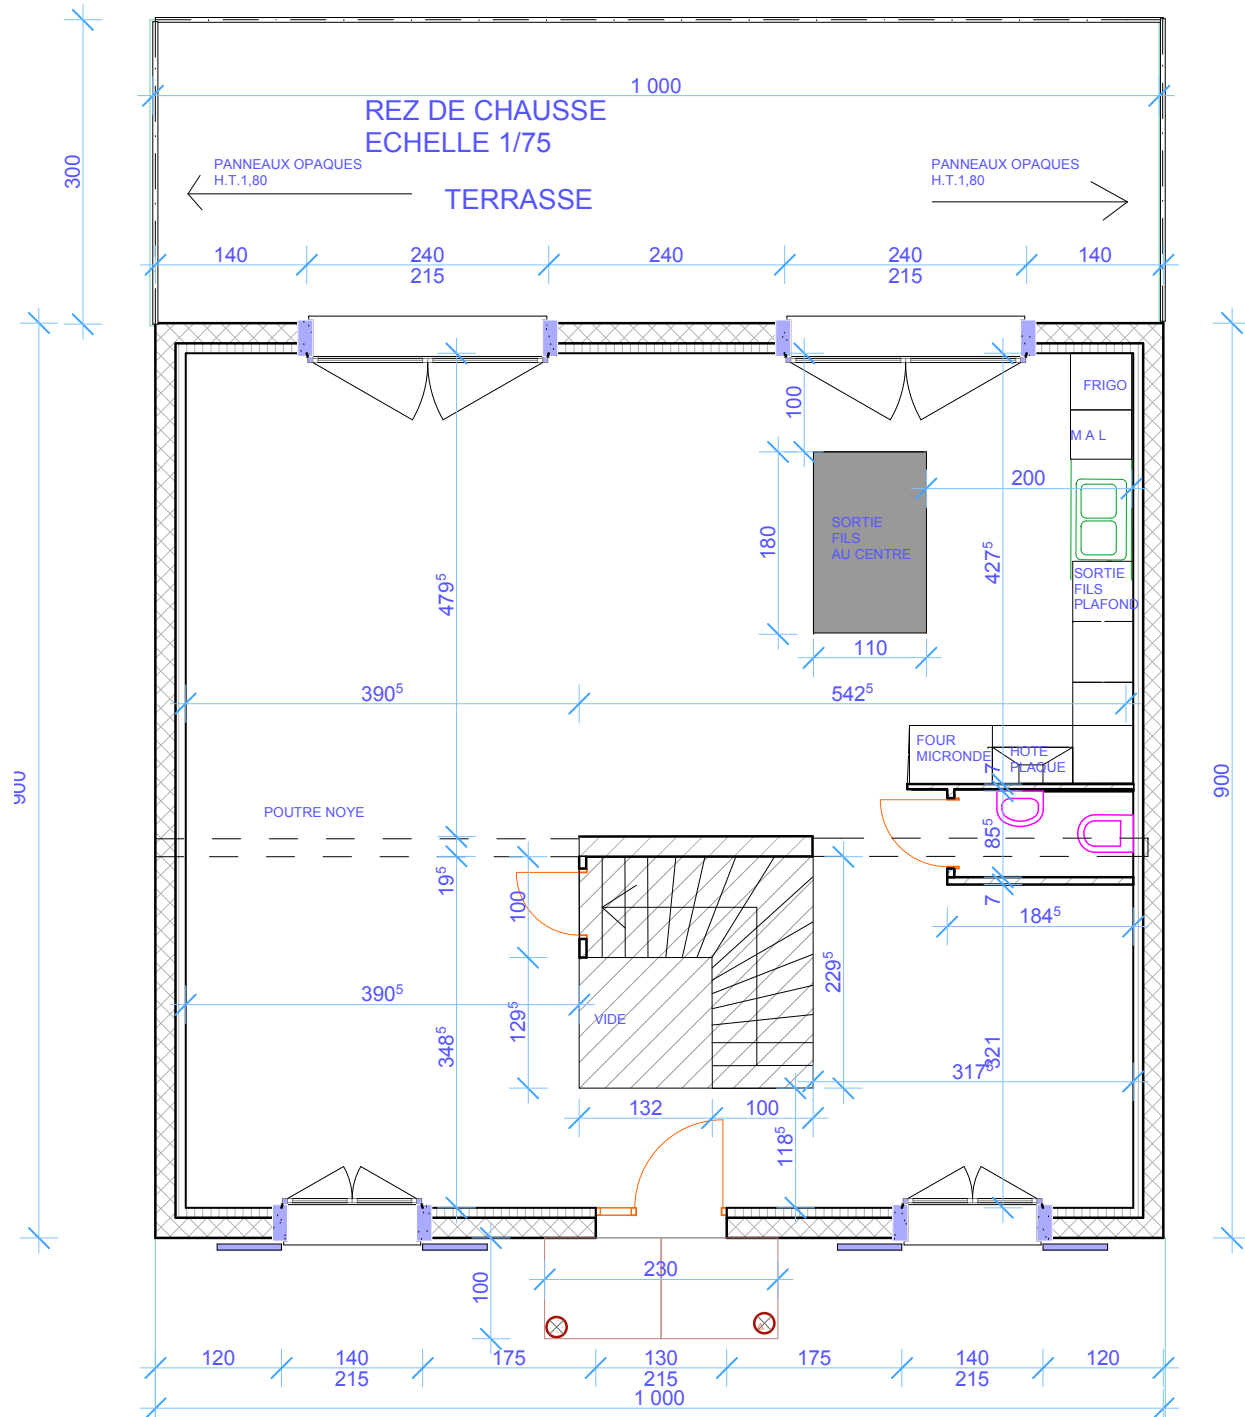 1 000
REZ DE CHAUSSE
ECHELLE 1/75
300
PANNEAUX OPAQUES
H.T.1,80
PANNEAUX OPAQUES
H.T.1,80
TERRASSE
140
240
215
240
240
215
140
FRIGO
100
M A L
200
SORTIE
FILS
AU CENTRE
180
427⁵
479⁵
SORTIE
FILS
PLAFOND
110
390⁵
542⁵
FOUR
MICRONDE
HOTE
PLAQUE
7
900
900
POUTRE NOYE
85⁵
19⁵
7
100
184⁵
229⁵
390⁵
129⁵
VIDE
348⁵
321
317⁵
132
100
118⁵
230
100
120
140
215
175
130
215
175
140
215
120
1 000